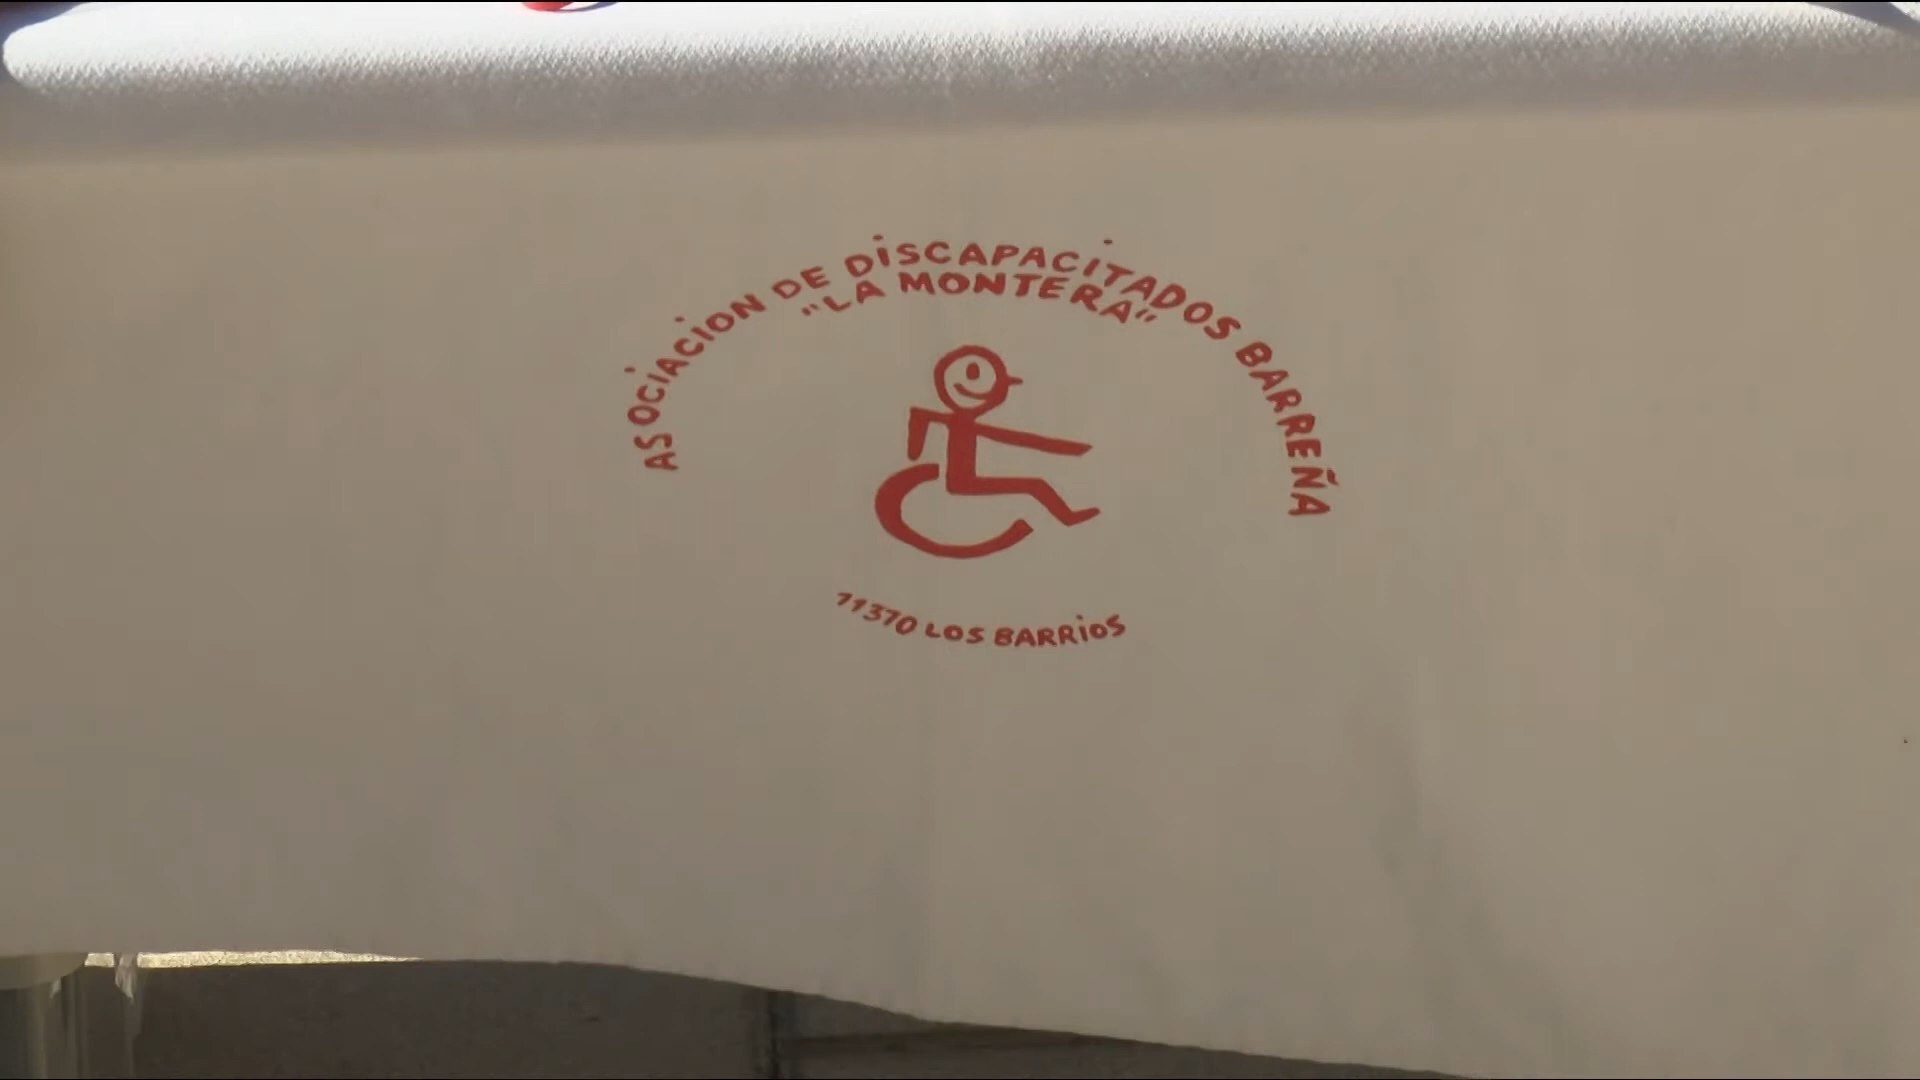 ASOCIACION DE DISCAPACITADOS BARREÑA
"LA MONTERA"
11370 LOS BARRIOS